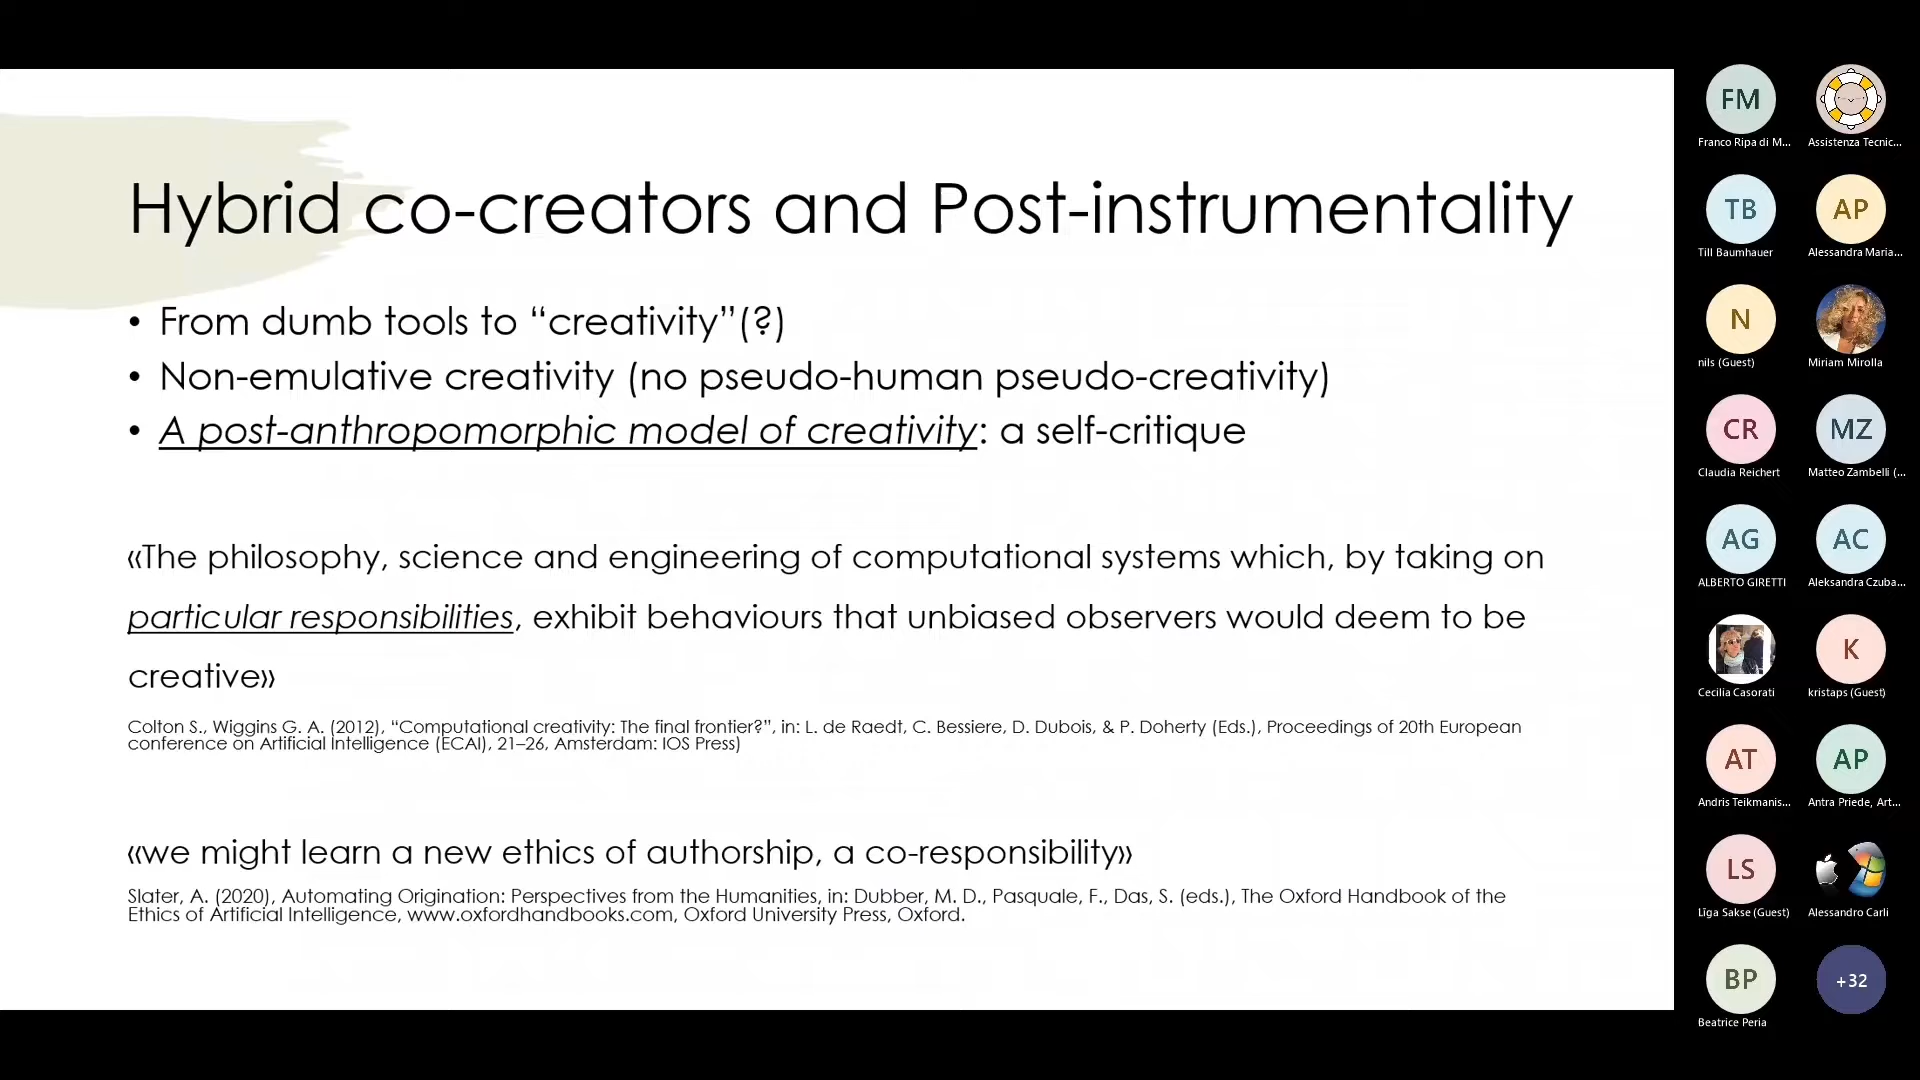 Hybrid co-creators and Post-instrumentality
• From dumb tools to “creativity”(?)
• Non-emulative creativity (no pseudo-human pseudo-creativity)
• A post-anthropomorphic model of creativity: a self-critique
«The philosophy, science and engineering of computational systems which, by taking on
particular responsibilities, exhibit behaviours that unbiased observers would deem to be
creative»
Colton S., Wiggins G. A. (2012), “Computational creativity: The final frontier?”, in: L. de Raedt, C. Bessiere, D. Dubois, & P. Doherty (Eds.), Proceedings of 20th European
conference on Artificial Intelligence (ECAI), 21–26, Amsterdam: IOS Press)
«we might learn a new ethics of authorship, a co-responsibility»
Slater, A. (2020), Automating Origination: Perspectives from the Humanities, in: Dubber, M. D., Pasquale, F., Das, S. (eds.), The Oxford Handbook of the
Ethics of Artificial Intelligence, www.oxfordhandbooks.com, Oxford University Press, Oxford.
FM
Franco Ripa di M...
Assistenza Tecnic...
TB
Till Baumhauer
AP
Alessandra Maria...
N
nils (Guest)
Miriam Mirolla
CR
Claudia Reichert
MZ
Matteo Zambelli (...
AG
ALBERTO GIRETTI
AC
Aleksandra Czuba...
Cecilia Casorati
K
kristaps (Guest)
AT
Andris Teikmanis...
AP
Antra Priede, Art...
LS
Līga Sakse (Guest)
Alessandro Carli
BP
Beatrice Peria
+32